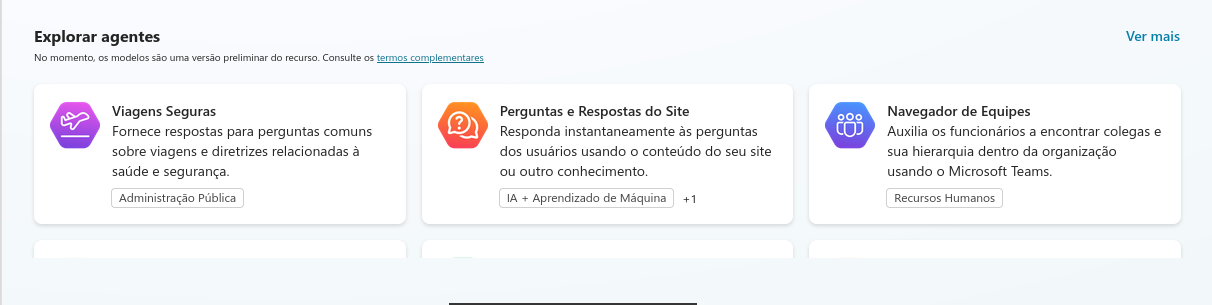 Explorar agentes
Ver mais
No momento, os modelos são uma versão preliminar do recurso. Consulte os termos complementares
Viagens Seguras
Fornece respostas para perguntas comuns
sobre viagens e diretrizes relacionadas à
saúde e segurança.
Administração Pública
Perguntas e Respostas do Site
Responda instantaneamente às perguntas
dos usuários usando o conteúdo do seu site
ou outro conhecimento.
IA + Aprendizado de Máquina +1
Navegador de Equipes
Auxilia os funcionários a encontrar colegas e
sua hierarquia dentro da organização
usando o Microsoft Teams.
Recursos Humanos